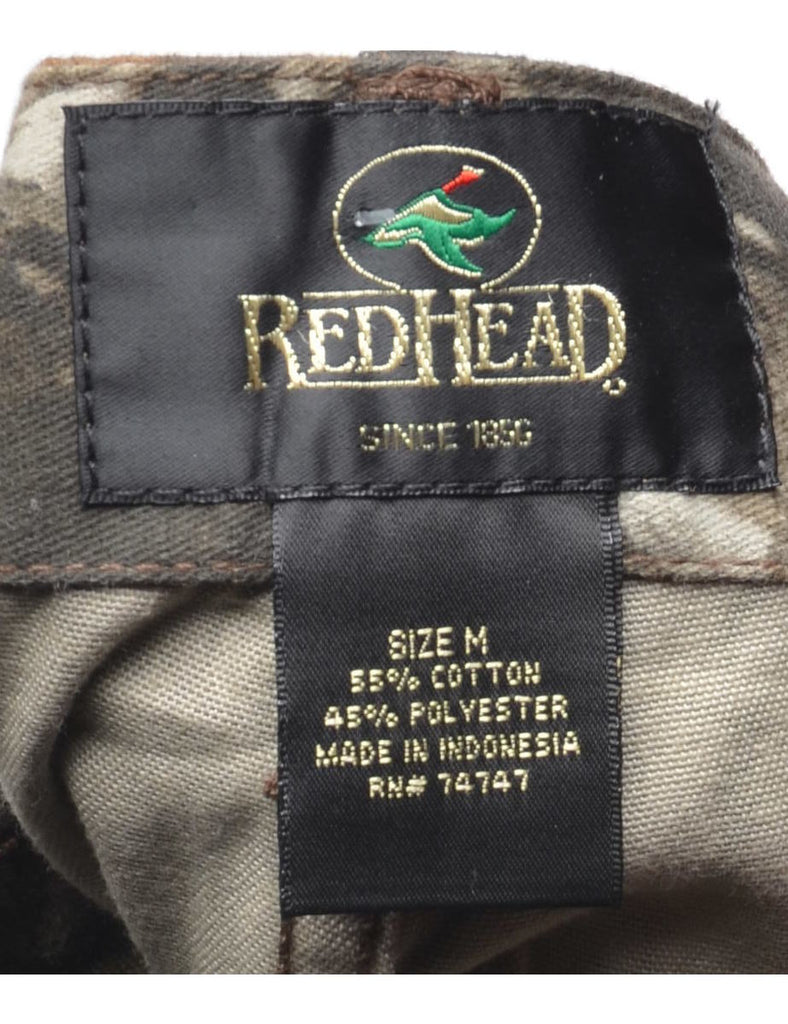 REDHEAD.
SINCE 1856
SIZE M
55% COTTON
45% POLYESTER
MADE IN INDONESIA
RN# 74747